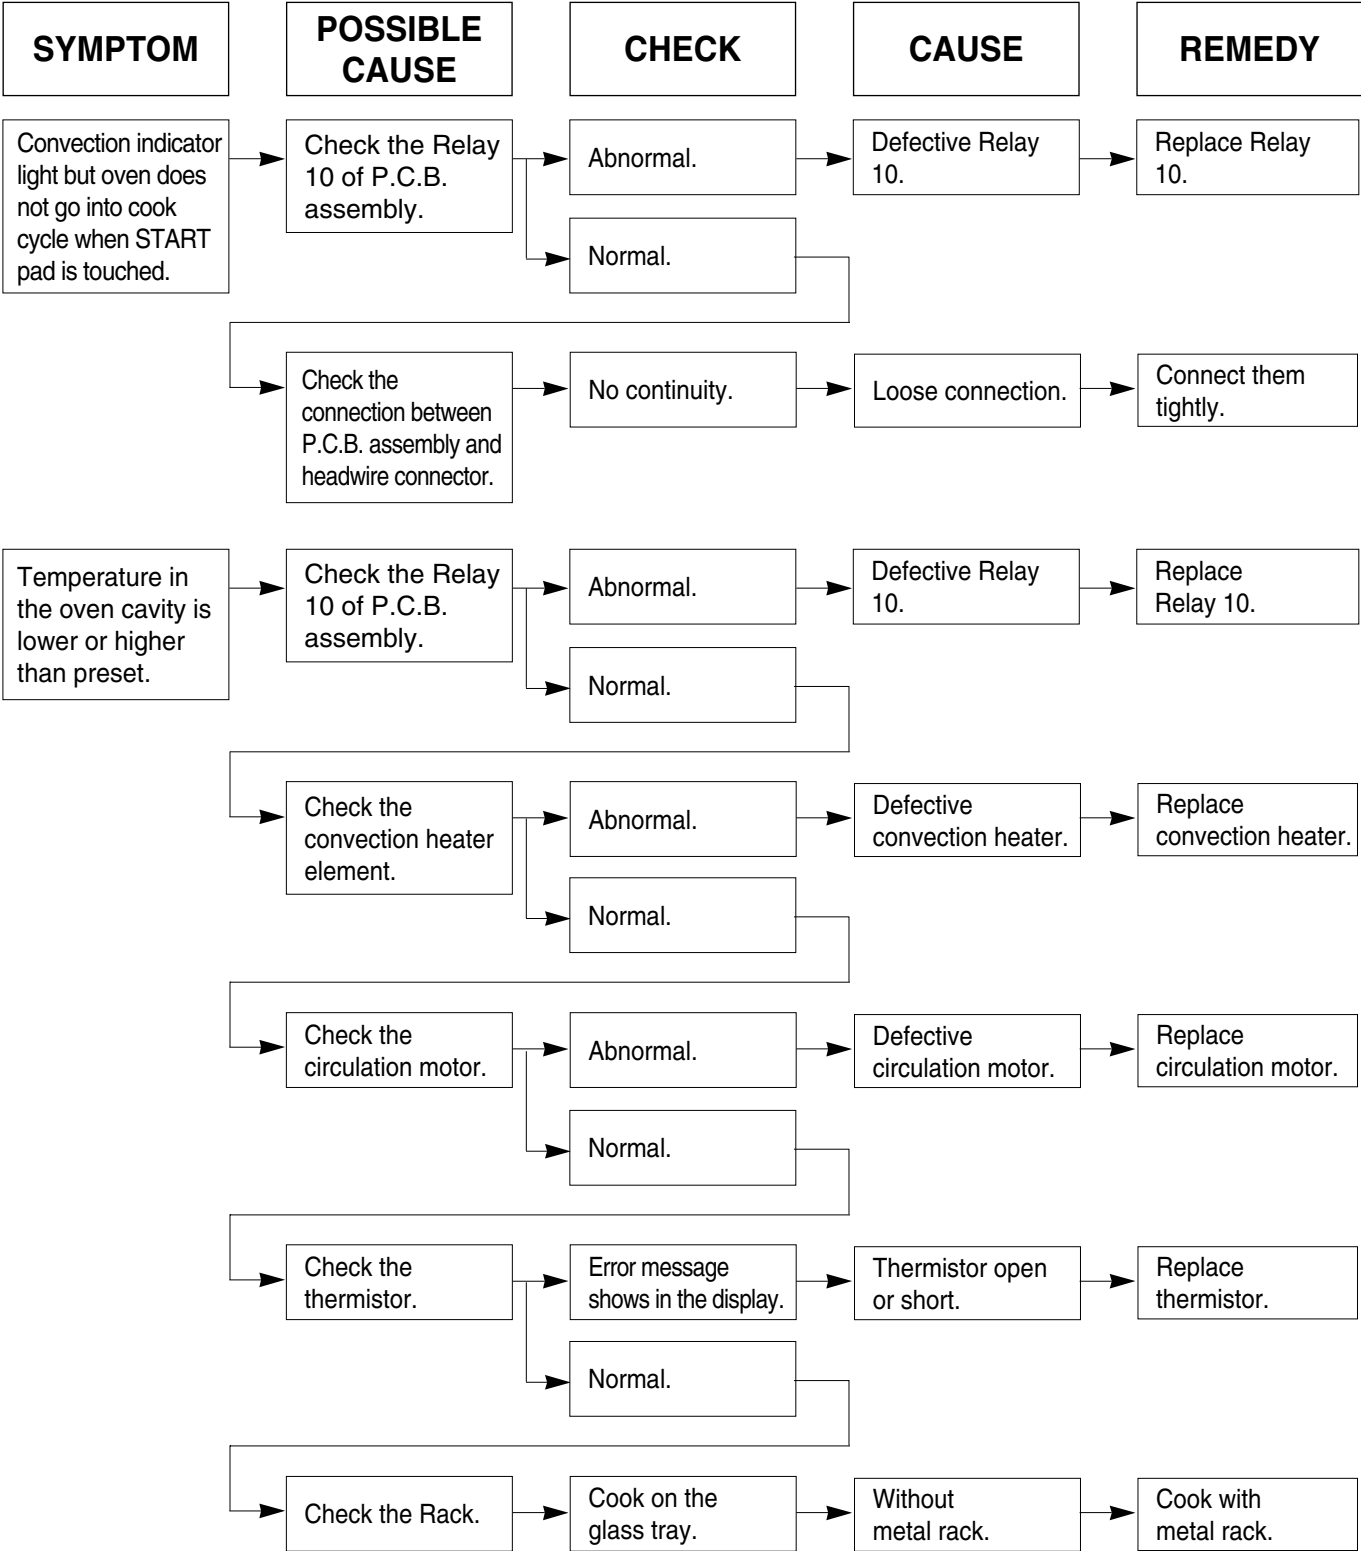 SYMPTOM
POSSIBLE
CAUSE
CHECK
CAUSE
REMEDY
Convection indicator
light but oven does
not go into cook
cycle when START
pad is touched.
Check the Relay
10 of P.C.B.
assembly.
Abnormal.
Defective Relay
10.
Replace Relay
10.
Normal.
Check the
connection between
P.C.B. assembly and
headwire connector.
No continuity.
Loose connection.
Connect them
tightly.
Temperature in
the oven cavity is
lower or higher
than preset.
Check the Relay
10 of P.C.B.
assembly.
Abnormal.
Defective Relay
10.
Replace
Relay 10.
Normal.
Check the
convection heater
element.
Abnormal.
Defective
convection heater.
Replace
convection heater.
Normal.
Check the
circulation motor.
Abnormal.
Defective
circulation motor.
Replace
circulation motor.
Normal.
Check the
thermistor.
Error message
shows in the display.
Thermistor open
or short.
Replace
thermistor.
Normal.
Check the Rack.
Cook on the
glass tray.
Without
metal rack.
Cook with
metal rack.